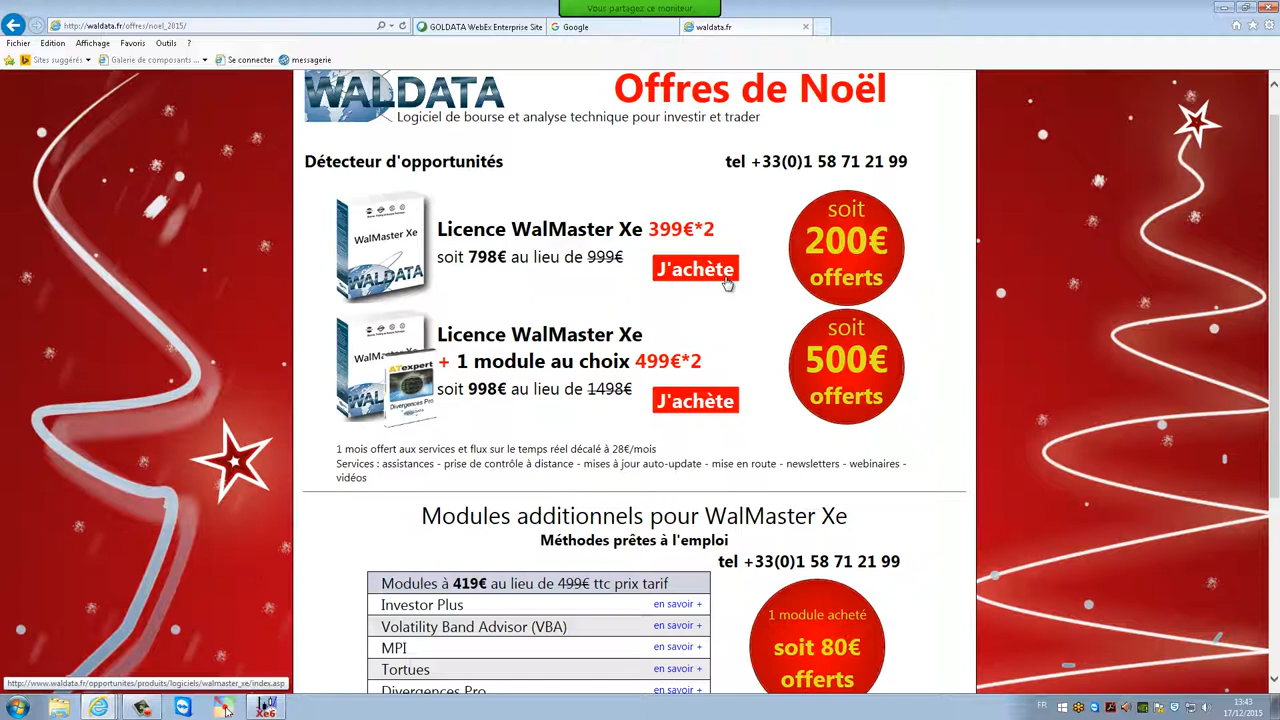 Vous partagez ce moniteur
http://waldata.fr/offres/noel_2015/
GOLDATA WebEx Enterprise Site
Google
waldata.fr
Fichier Edition Affichage Favoris Outils ?
Sites suggérés
Galerie de composants ...
Se connecter
messagerie
WALDATA
Offres de Noël
Logiciel de bourse et analyse technique pour investir et trader
Détecteur d'opportunités
tel +33(0)1 58 71 21 99
WalMaster Xe
WALDATA
Licence WalMaster Xe 399€*2
soit 798€ au lieu de 999€
J'achète
soit
200€
offerts
ATexpert
Divergences Pro
Licence WalMaster Xe
+ 1 module au choix 499€*2
soit 998€ au lieu de 1498€
J'achète
soit
500€
offerts
1 mois offert aux services et flux sur le temps réel décalé à 28€/mois
Services : assistances - prise de contrôle à distance - mises à jour auto-update - mise en route - newsletters - webinaires -
vidéos
Modules additionnels pour WalMaster Xe
Méthodes prêtes à l'emploi
tel +33(0)1 58 71 21 99
Modules à 419€ au lieu de 499€ ttc prix tarif
Investor Plus en savoir +
Volatility Band Advisor (VBA) en savoir +
MPI en savoir +
Tortues en savoir +
Divergences Pro en savoir +
1 module acheté
soit 80€
offerts
http://www.waldata.fr/opportunites/produits/logiciels/walmaster_xe/index.asp
Xe6
FR
13:43
17/12/2015